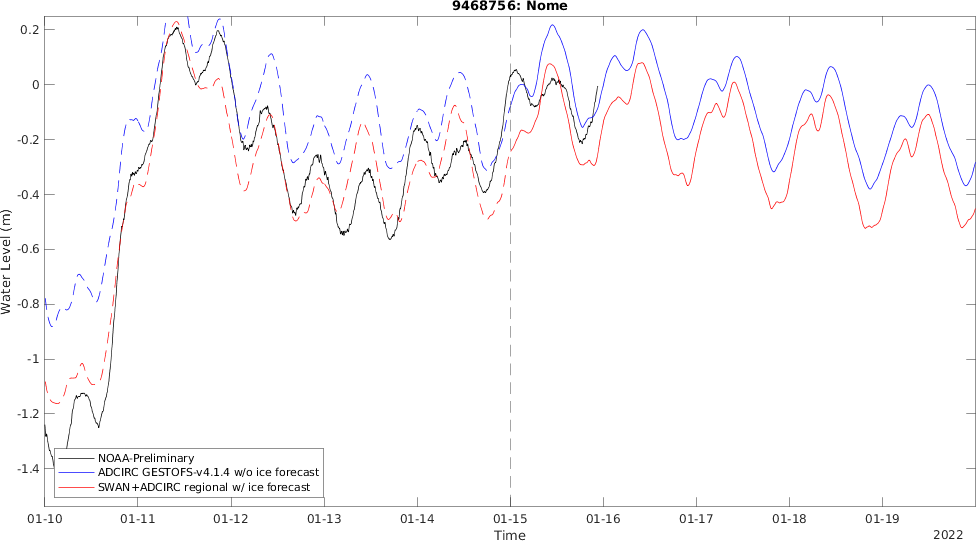 9468756: Nome
0.2
0
-0.2
-0.4
-0.6
-0.8
-1
-1.2
-1.4
Water Level (m)
NOAA-Preliminary
ADCIRC GESTOFS-v4.1.4 w/o ice forecast
SWAN+ADCIRC regional w/ ice forecast
01-10 01-11 01-12 01-13 01-14 01-15 01-16 01-17 01-18 01-19
Time
2022